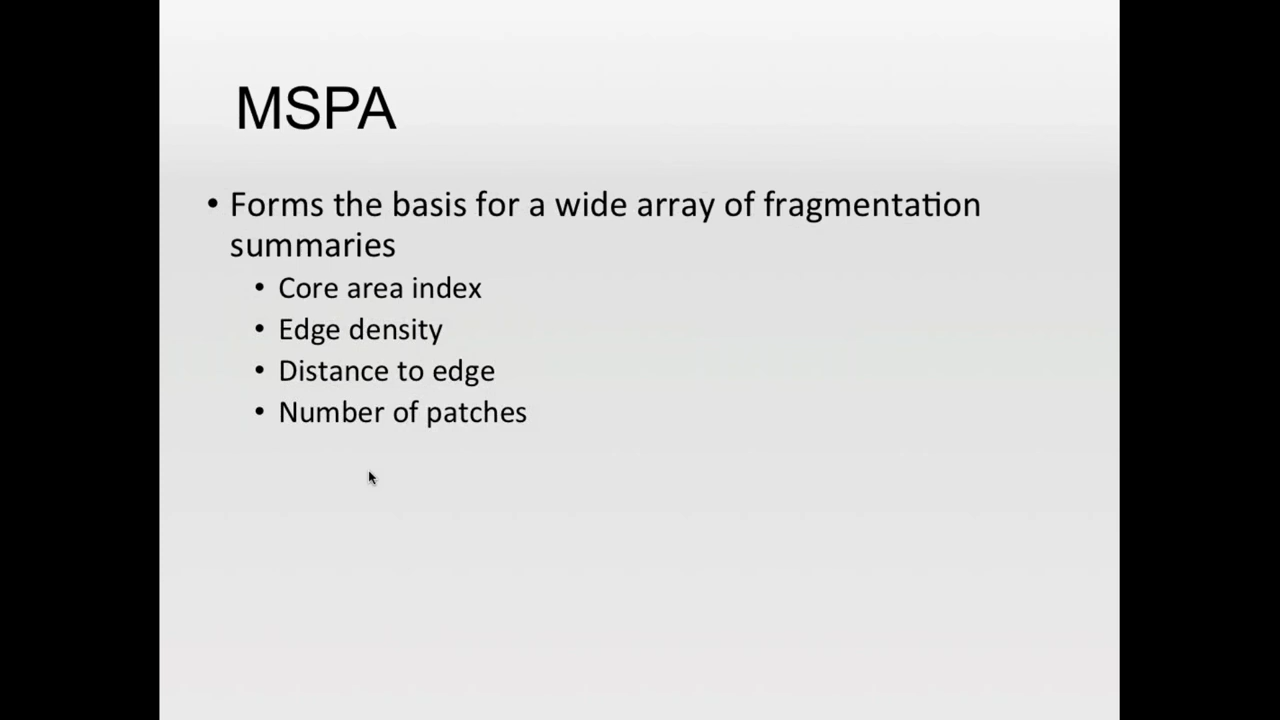 MSPA
• Forms the basis for a wide array of fragmentation
summaries
• Core area index
• Edge density
• Distance to edge
• Number of patches